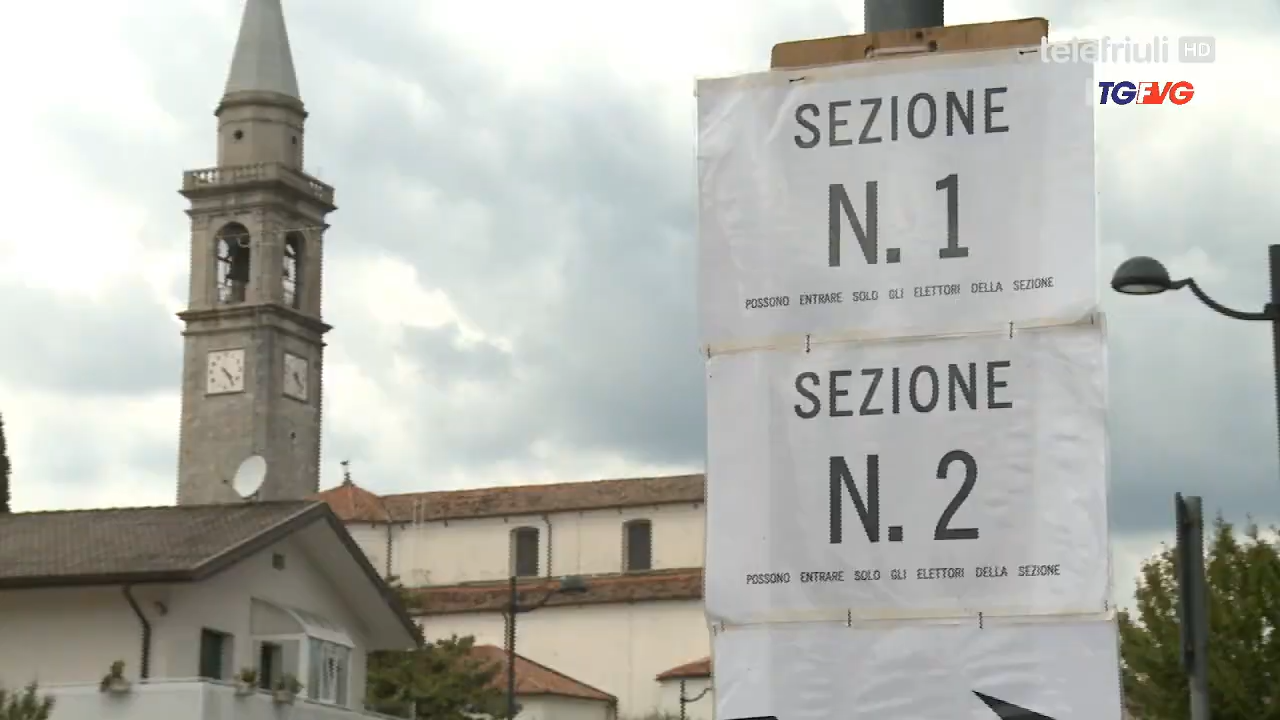 telefriuli HD
TGFVG
SEZIONE
N. 1
POSSONO ENTRARE SOLO GLI ELETTORI DELLA SEZIONE
SEZIONE
N. 2
POSSONO ENTRARE SOLO GLI ELETTORI DELLA SEZIONE